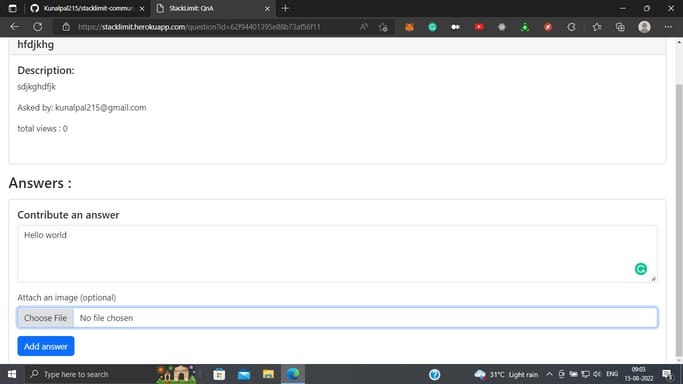 Kunalpal215/stacklimit-commun
StackLimit: QnA
https://stacklimit.herokuapp.com/question?id=62f94401395e88b73af56f11
hfdjkhg
Description:
sdjkghdfjk
Asked by: kunalpal215@gmail.com
total views : 0
Answers :
Contribute an answer
Hello world
Attach an image (optional)
Choose File No file chosen
Add answer
Type here to search
31°C Light rain
ENG
09:03
15-08-2022